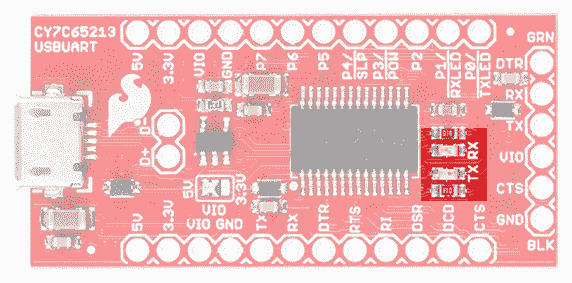 CY7C65213
USBUART
5V
3.3V
VIO
GND
P7
P6
P5
P4/SLP
P3/PGM
P2
P1/RXLED
P0/TXLED
GRN
DTR
RX
TX
VIO
CTS
GND
BLK
D-
D+
RX
TX
5V
3.3V
VIO
5V
3.3V
VIO
GND
TX
RX
DTR
RTS
RI
DSR
DCD
CTS